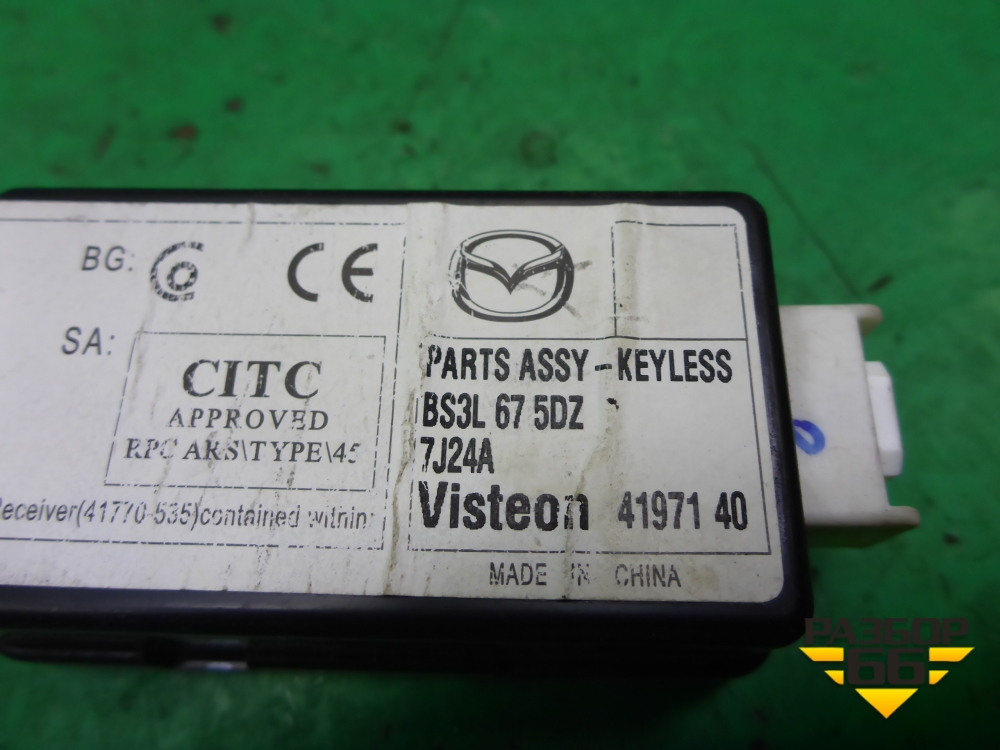 BG:
CE
SA:
CITC
APPROVED
RPC ARS\TYPE\45
Receiver(41770-535)contained within:
PARTS ASSY-KEYLESS
BS3L 67 5DZ
7J24A
Visteon 41971 40
MADE IN CHINA
РАЗБОР
66